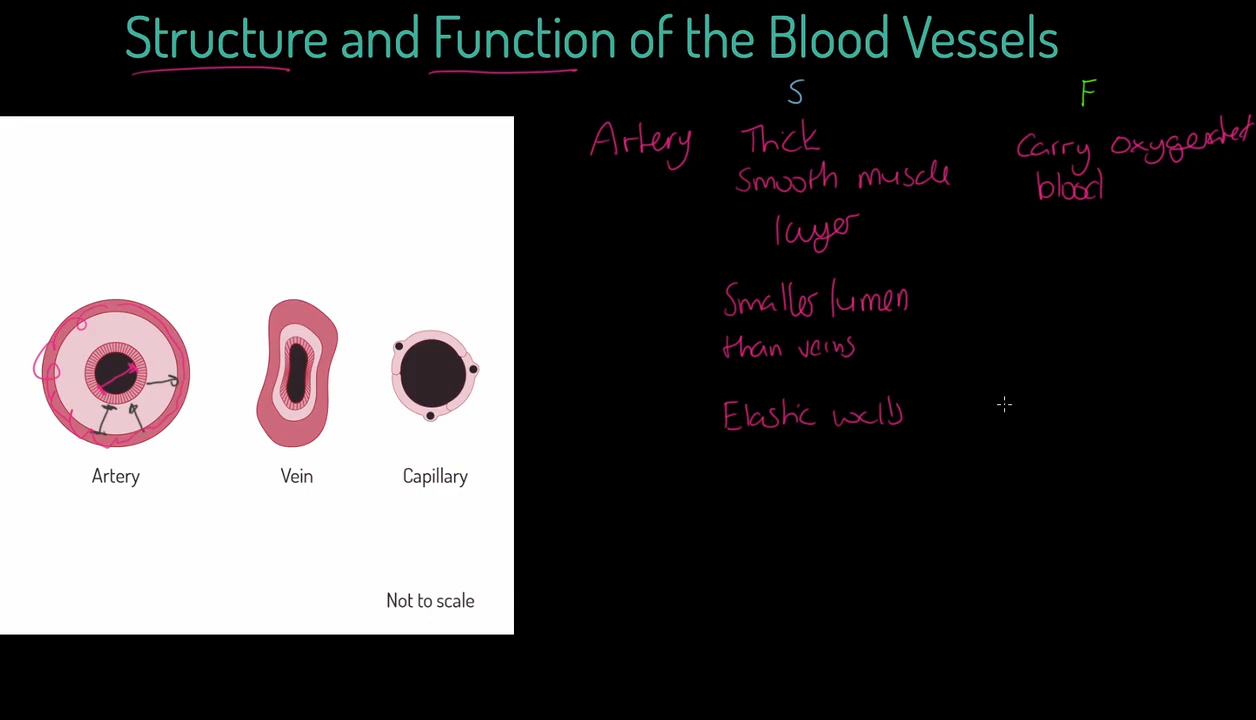 Structure and Function of the Blood Vessels
S F
Artery Thick Carry oxygenated
smooth muscle blood
layer
Smaller lumen
than veins
Elastic walls
Artery Vein Capillary
Not to scale